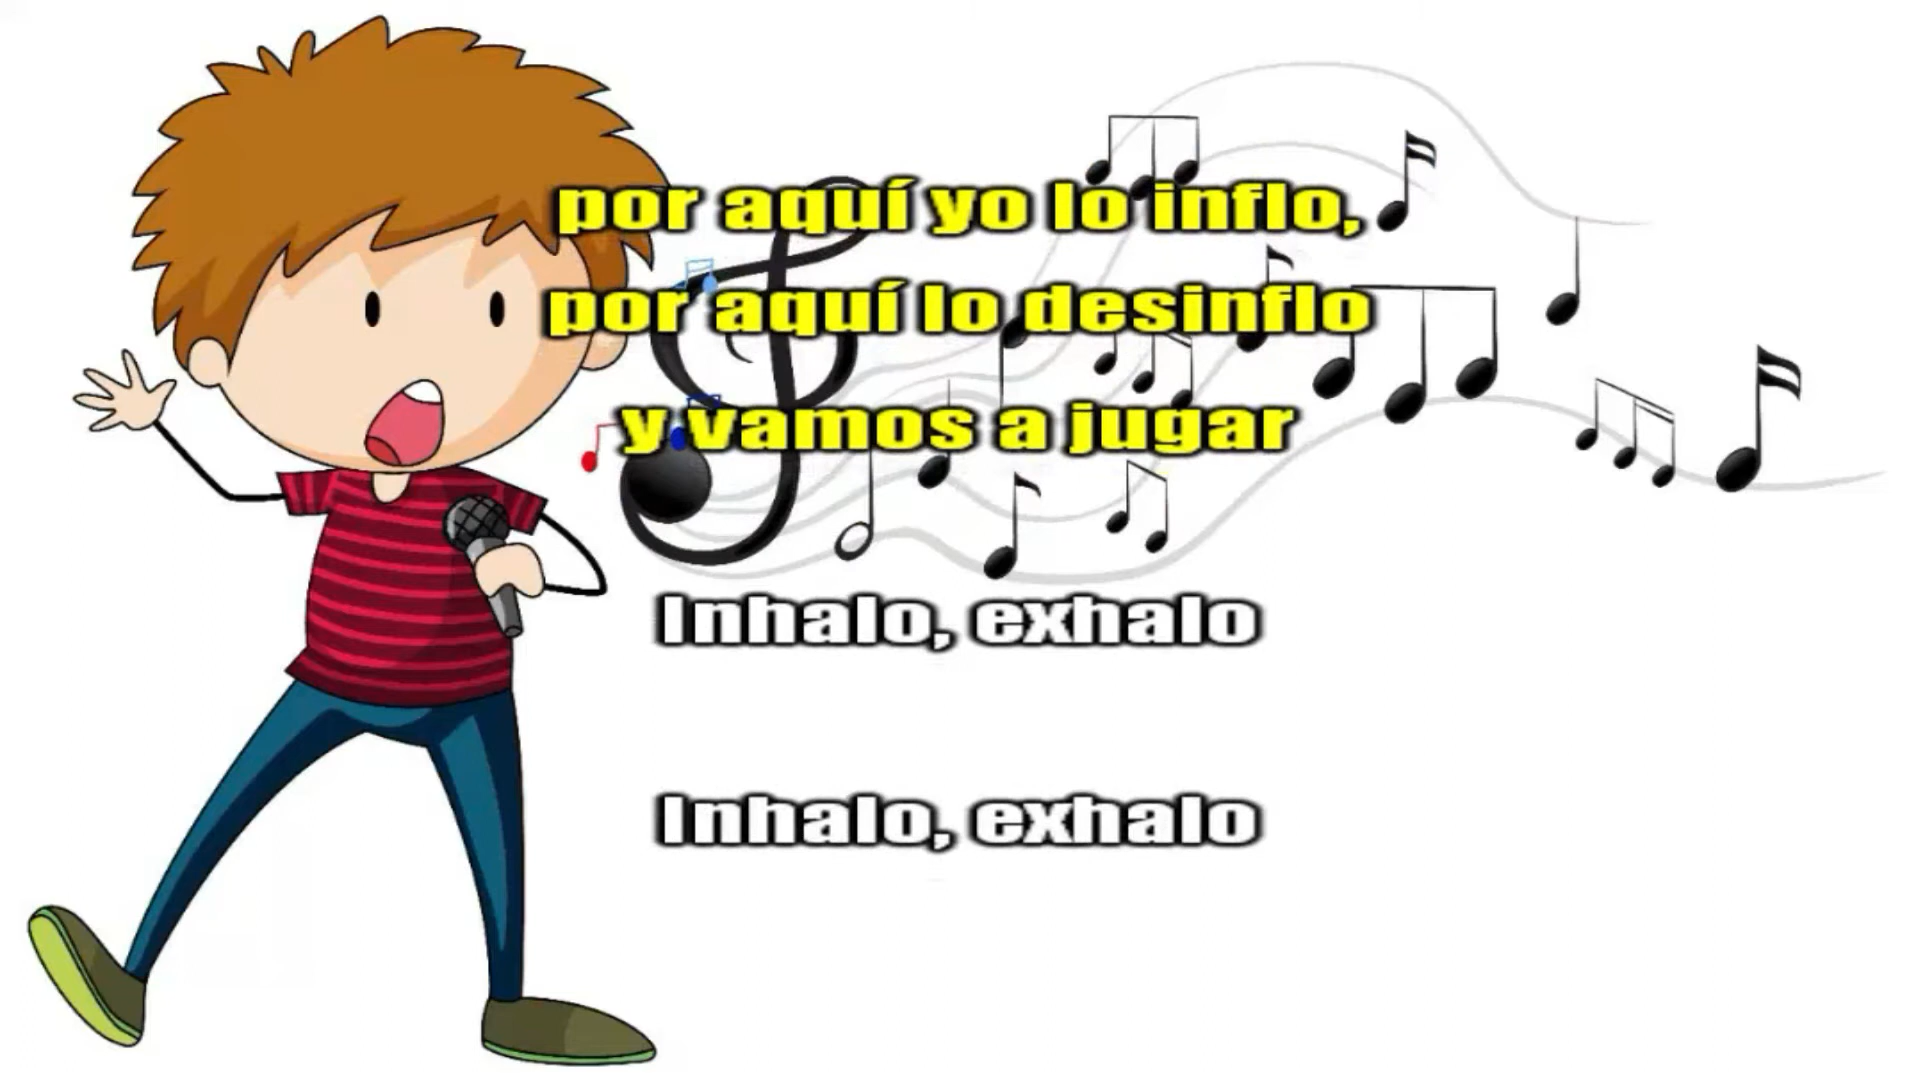 por aquí yo lo inflo,
por aquí lo desinflo
y vamos a jugar
Inhalo, exhalo
Inhalo, exhalo